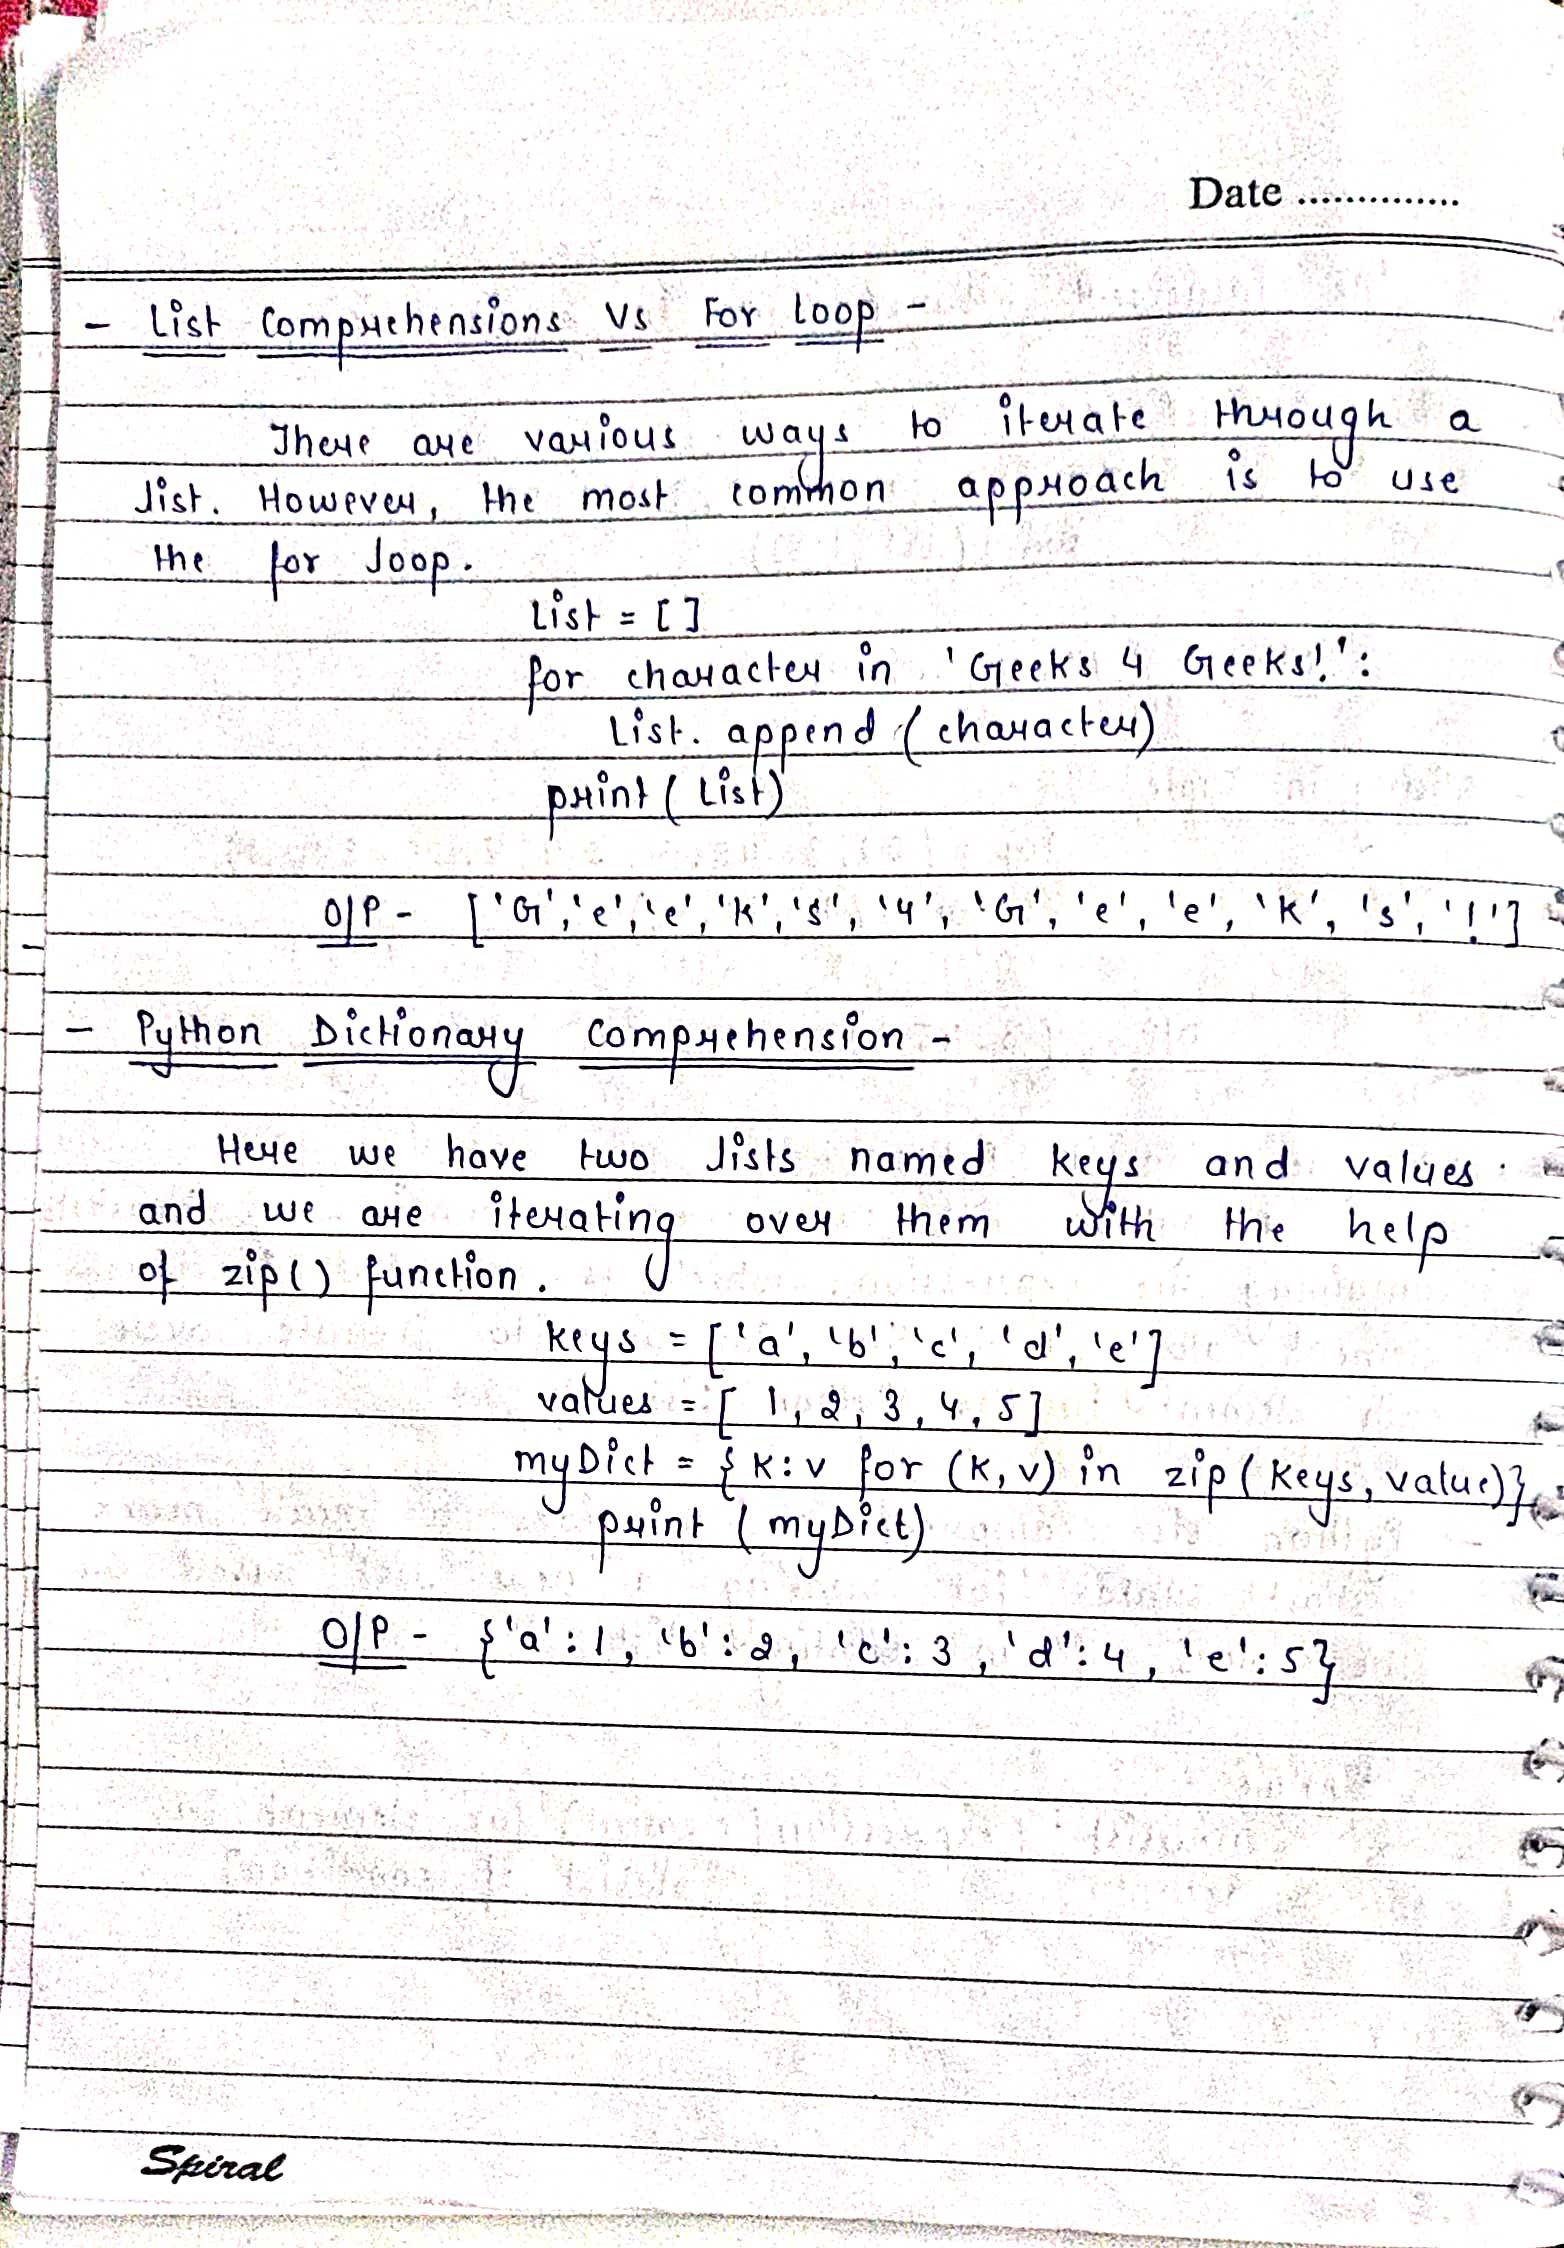 Date ..............
- List Comprehensions Vs For Loop -
There are various ways to iterate through a
list. However, the most common approach is to use
the for loop.
List = []
for character in 'Geeks 4 Geeks!':
List. append (character)
print ( List)
O/P - ['G','e','e','k','s','4','G','e','e','k','s','!']
- Python Dictionary Comprehension -
Here we have two lists named keys and values
and we are iterating over them with the help
of zip() function.
keys = ['a','b','c','d','e']
values = [1,2,3,4,5]
myDict = {k:v for (k,v) in zip(keys,value)}
print (myDict)
O/P - {'a':1, 'b':2, 'c':3, 'd':4, 'e':5}
Spiral